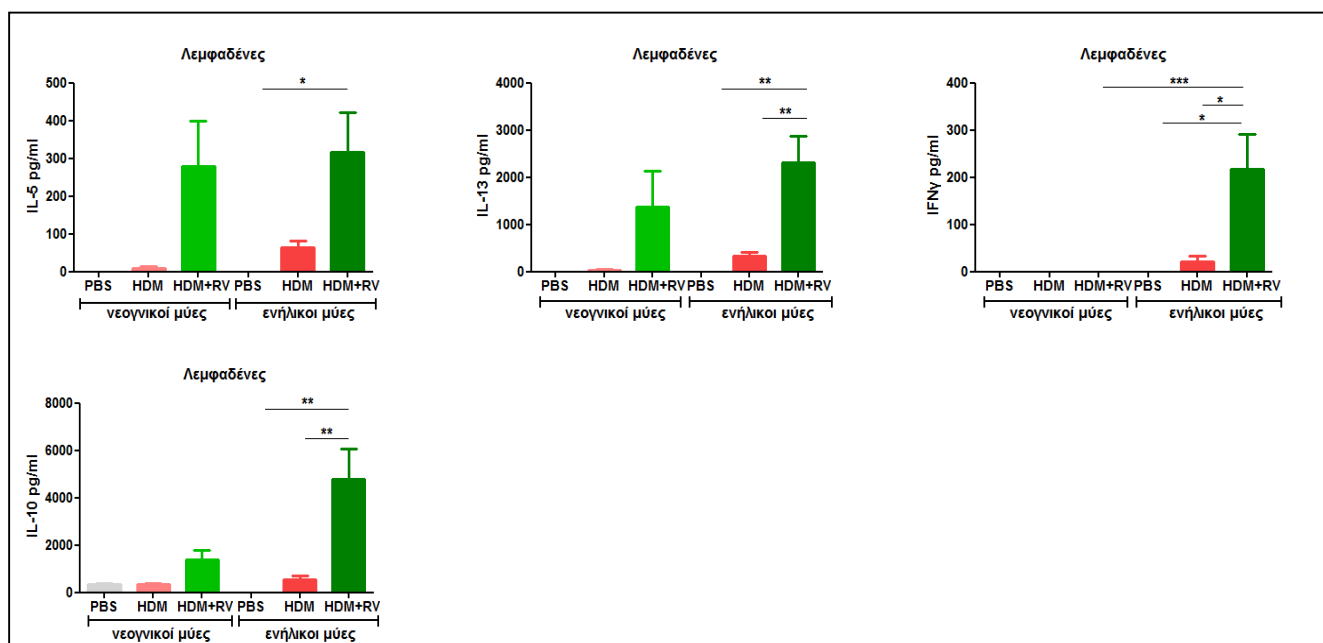 Λεμφαδένες
*
500
400
300
200
100
0
IL-5 pg/ml
PBS HDM HDM+RV PBS HDM HDM+RV
νεογνικοί μύες ενήλικοι μύες
Λεμφαδένες
**
**
4000
3000
2000
1000
0
IL-13 pg/ml
PBS HDM HDM+RV PBS HDM HDM+RV
νεογνικοί μύες ενήλικοι μύες
Λεμφαδένες
***
*
*
400
300
200
100
0
IFNγ pg/ml
PBS HDM HDM+RV PBS HDM HDM+RV
νεογνικοί μύες ενήλικοι μύες
Λεμφαδένες
**
**
8000
6000
4000
2000
0
IL-10 pg/ml
PBS HDM HDM+RV PBS HDM HDM+RV
νεογνικοί μύες ενήλικοι μύες